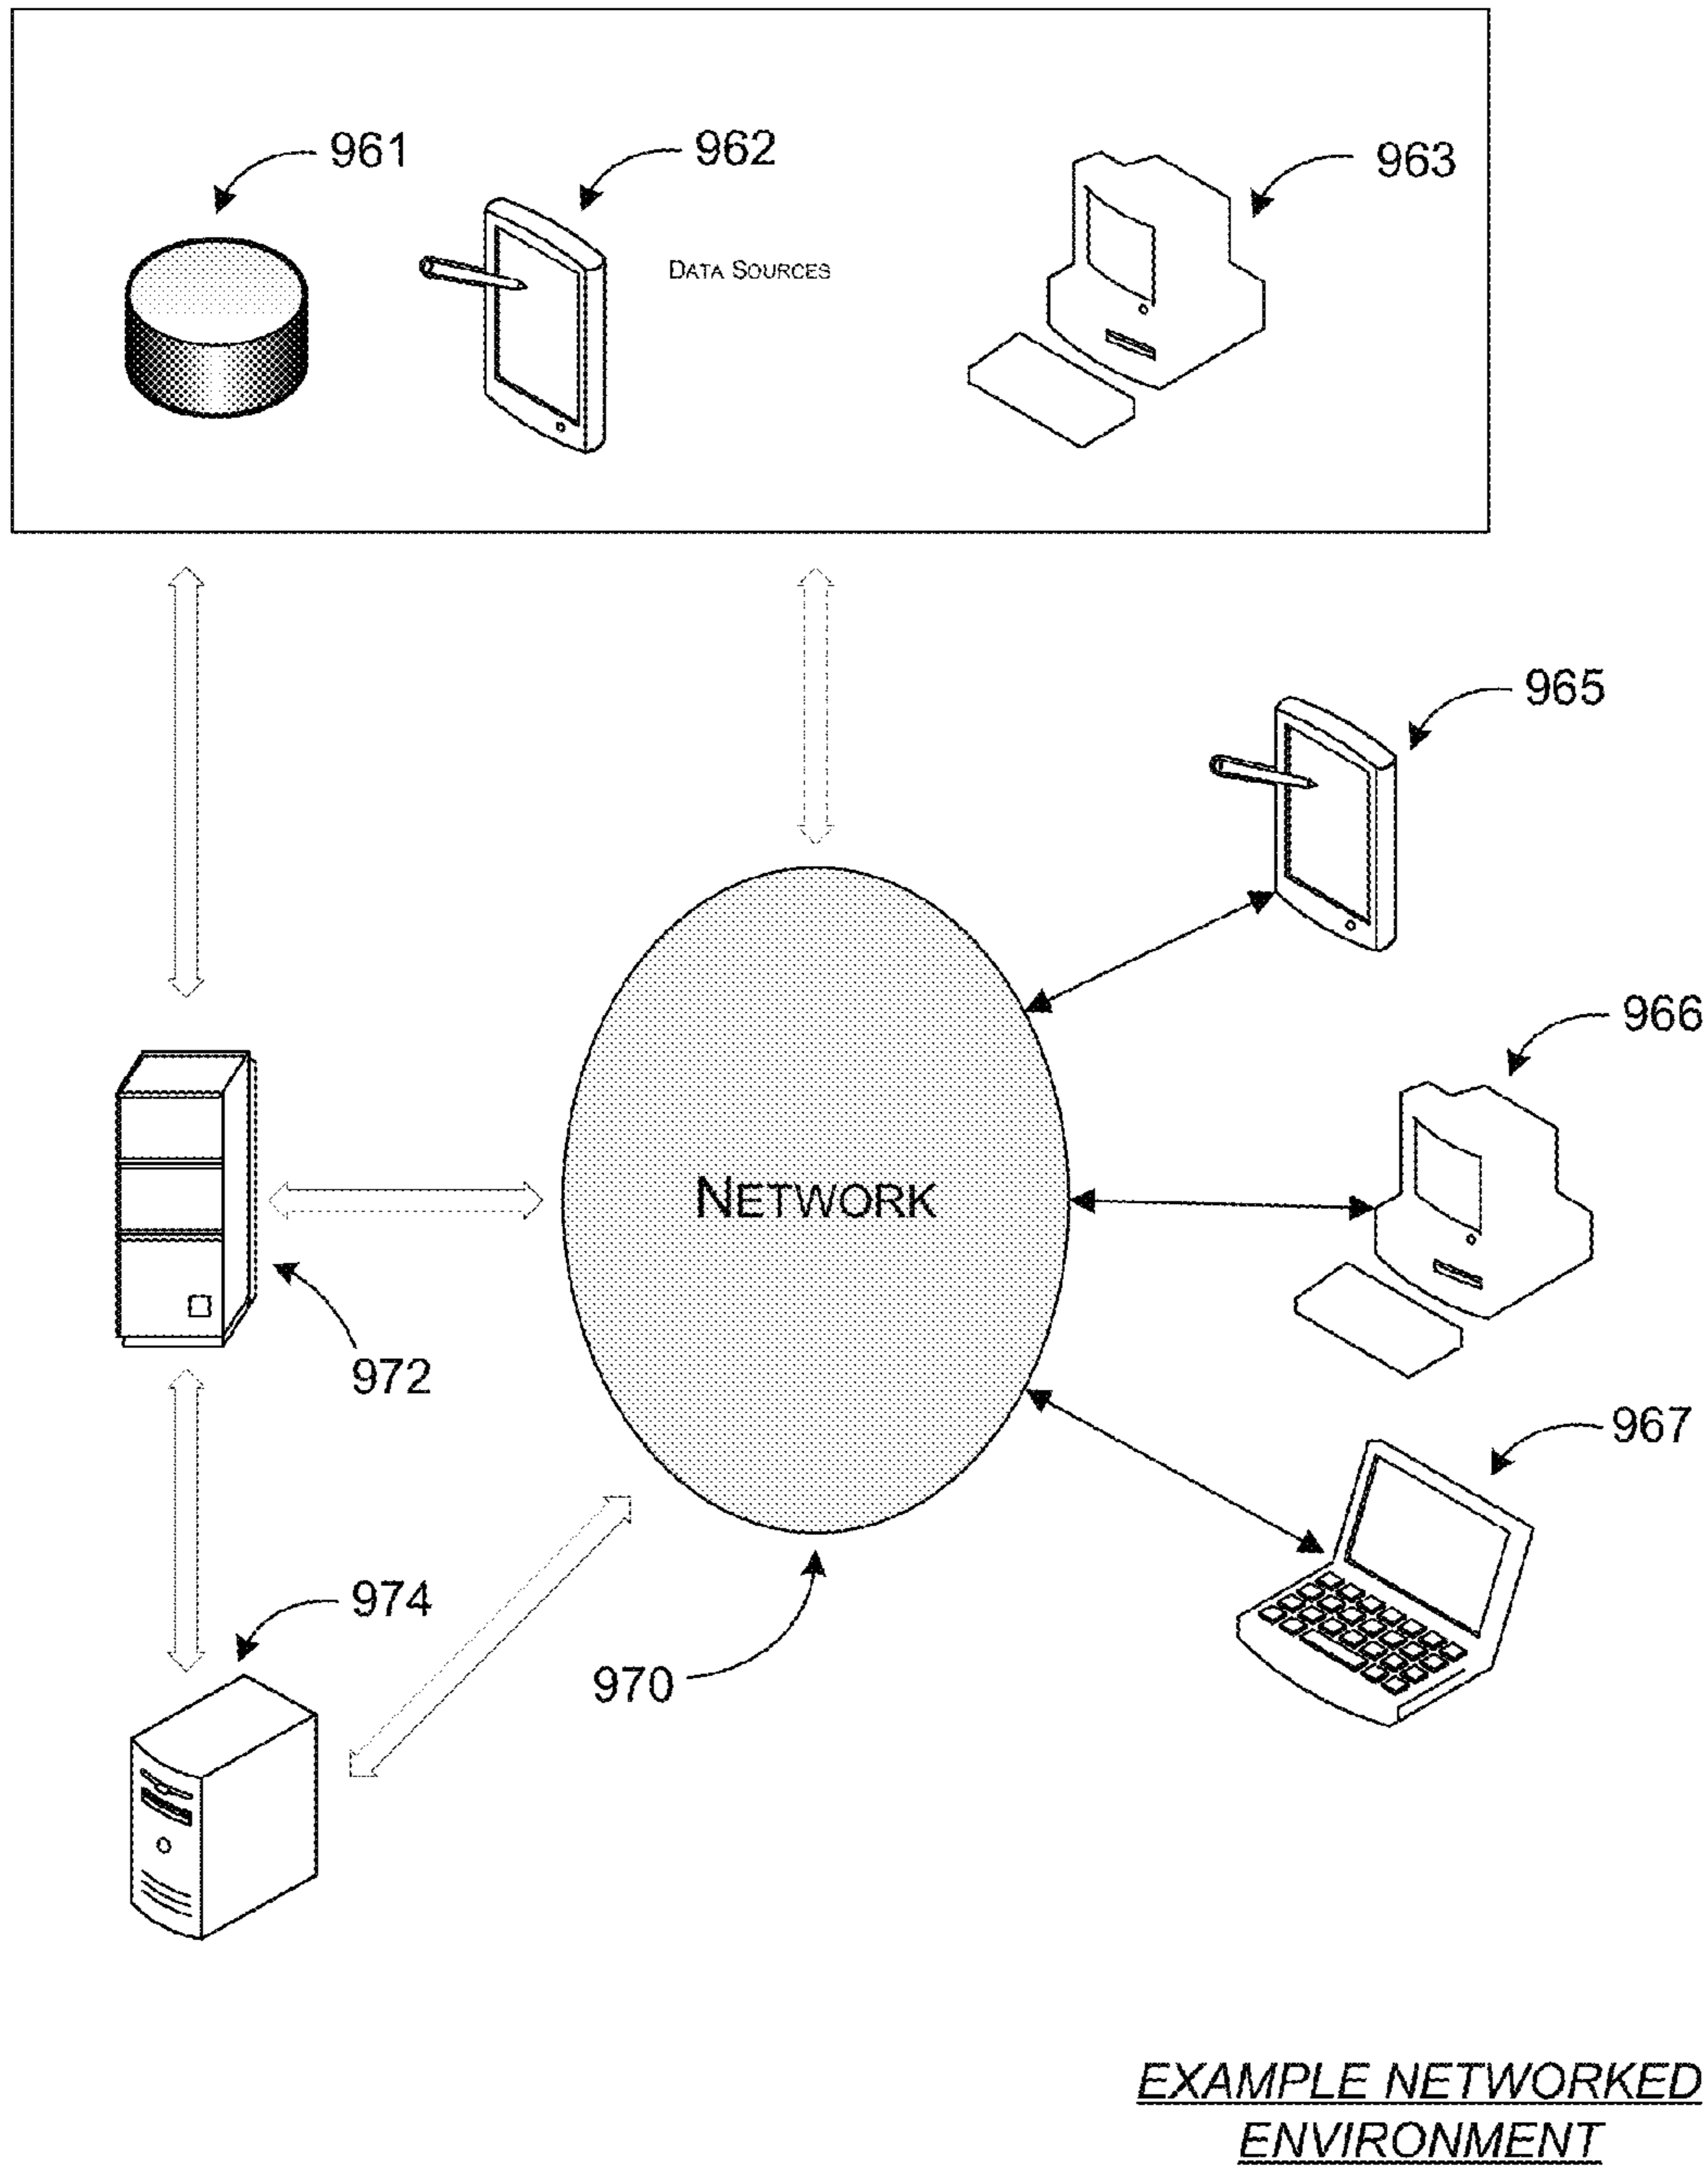 961
962
963
DATA SOURCES
965
966
NETWORK
972
967
974
970
EXAMPLE NETWORKED
ENVIRONMENT